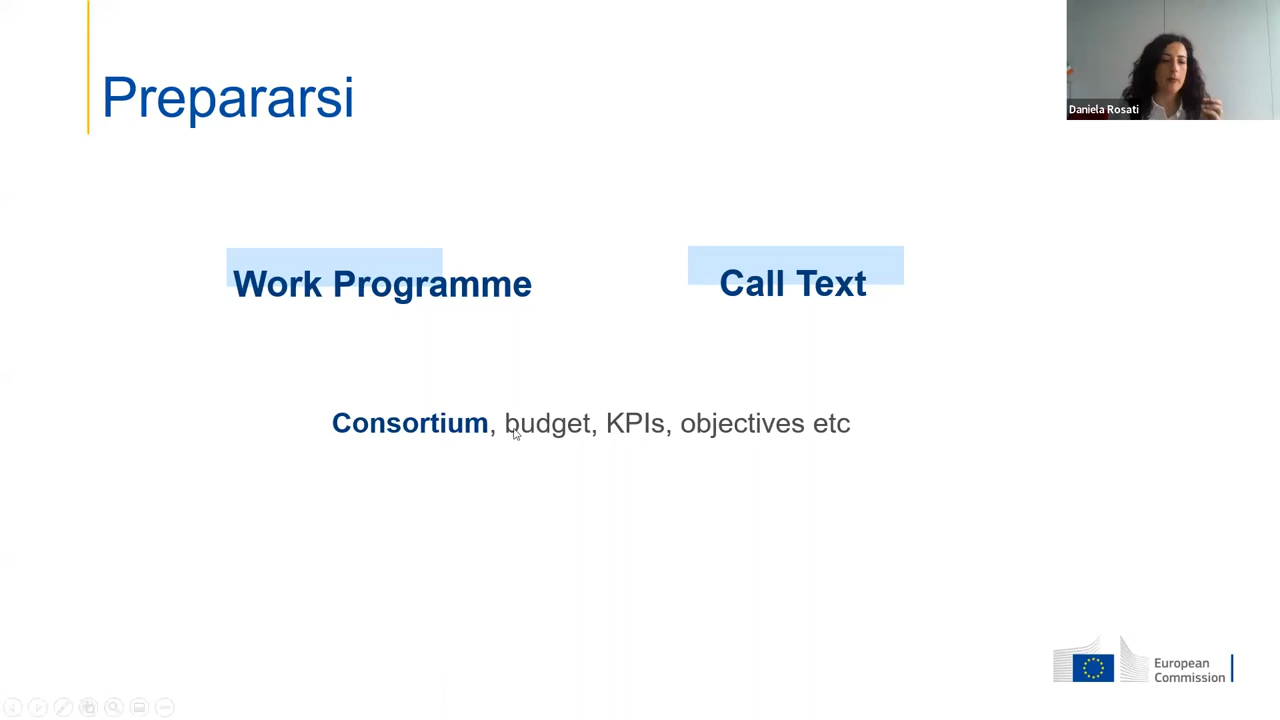 Prepararsi
Daniela Rosati
Work Programme
Call Text
Consortium, budget, KPIs, objectives etc
European
Commission